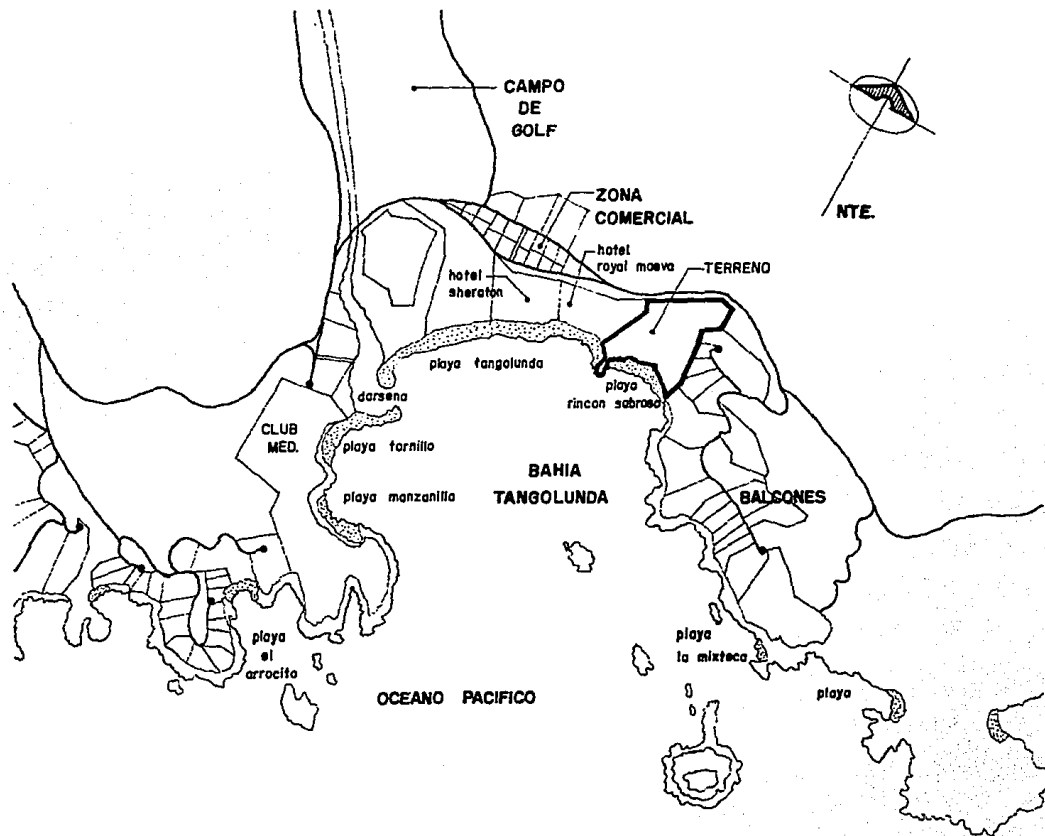 CAMPO
DE
GOLF
NTE.
ZONA
COMERCIAL
hotel
royal maeva
TERRENO
hotel
sheraton
playa tangolunda
playa
rincon sabroso
darsena
CLUB
MED.
playa tornillo
playa manzanilla
BAHIA
TANGOLUNDA
BALCONES
playa
el
arrocito
playa
la mixteca
playa
OCEANO PACIFICO